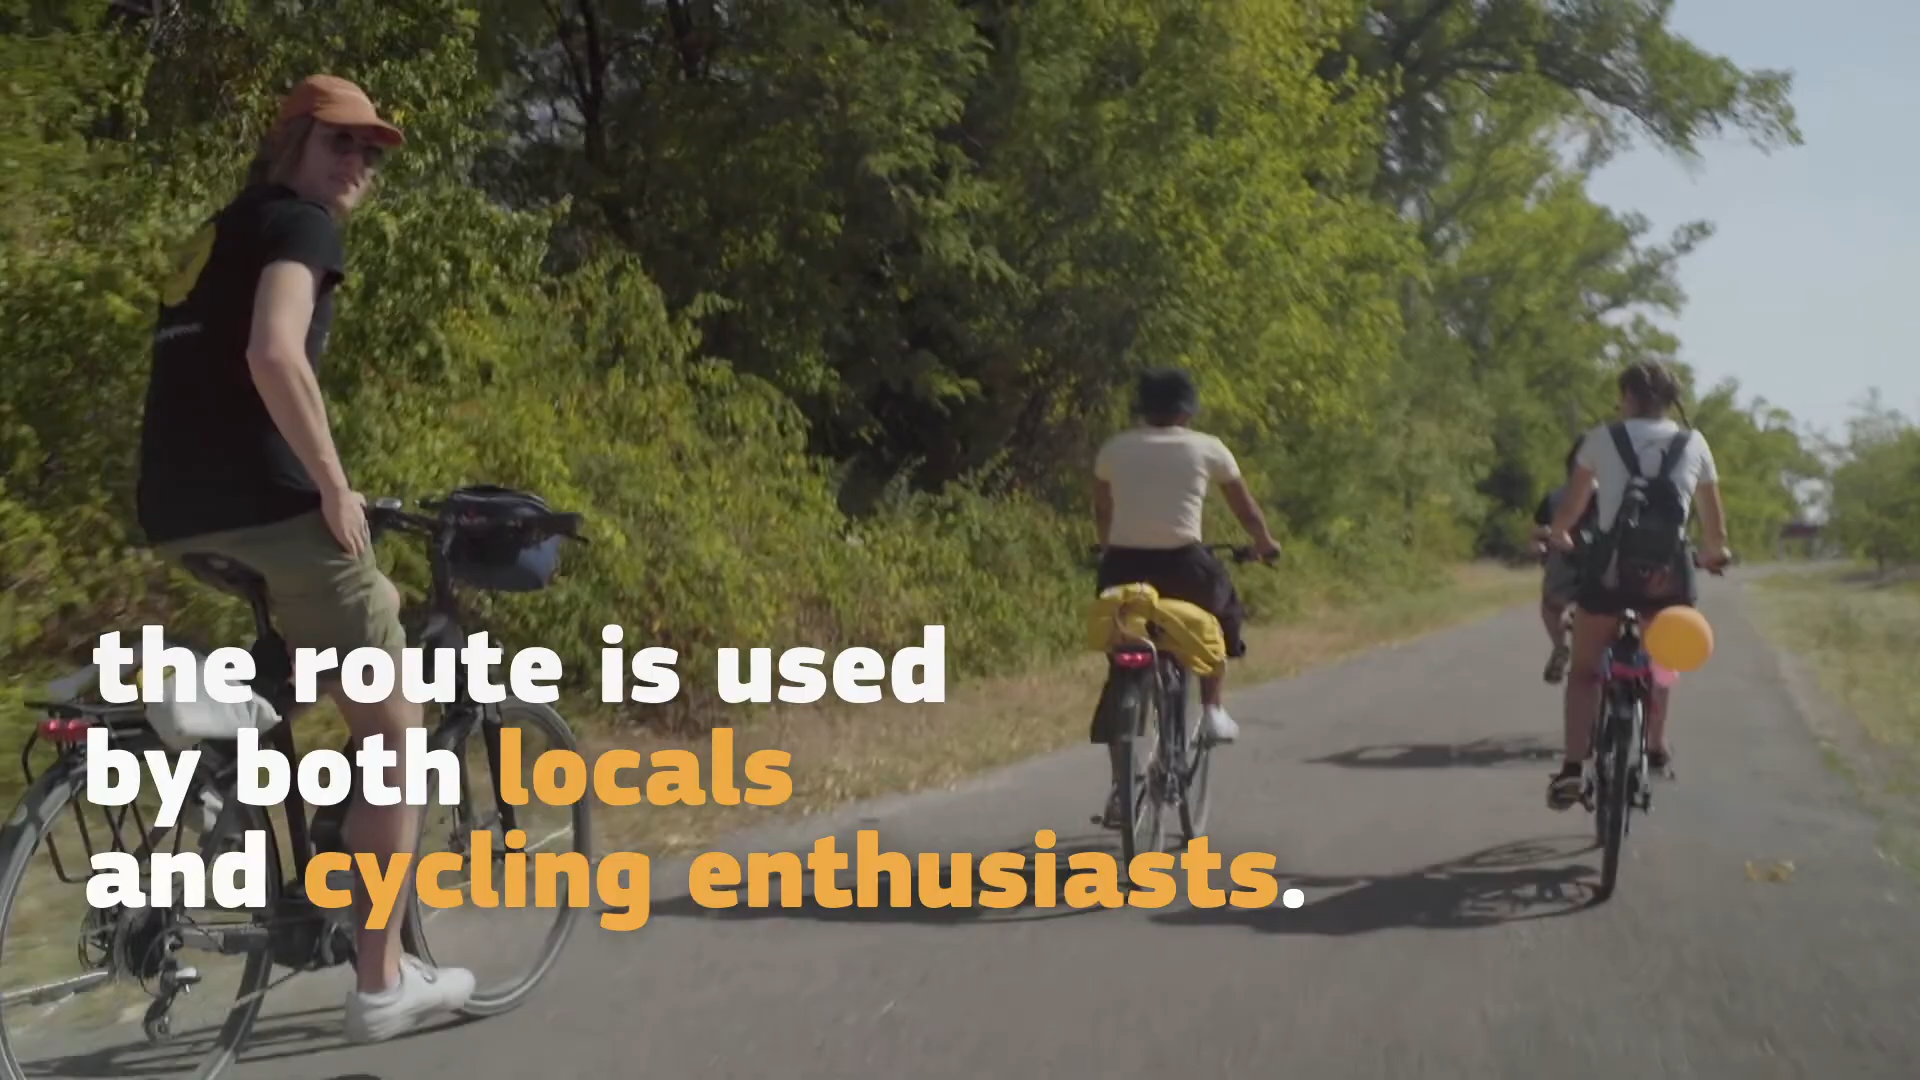 the route is used
by both locals
and cycling enthusiasts.